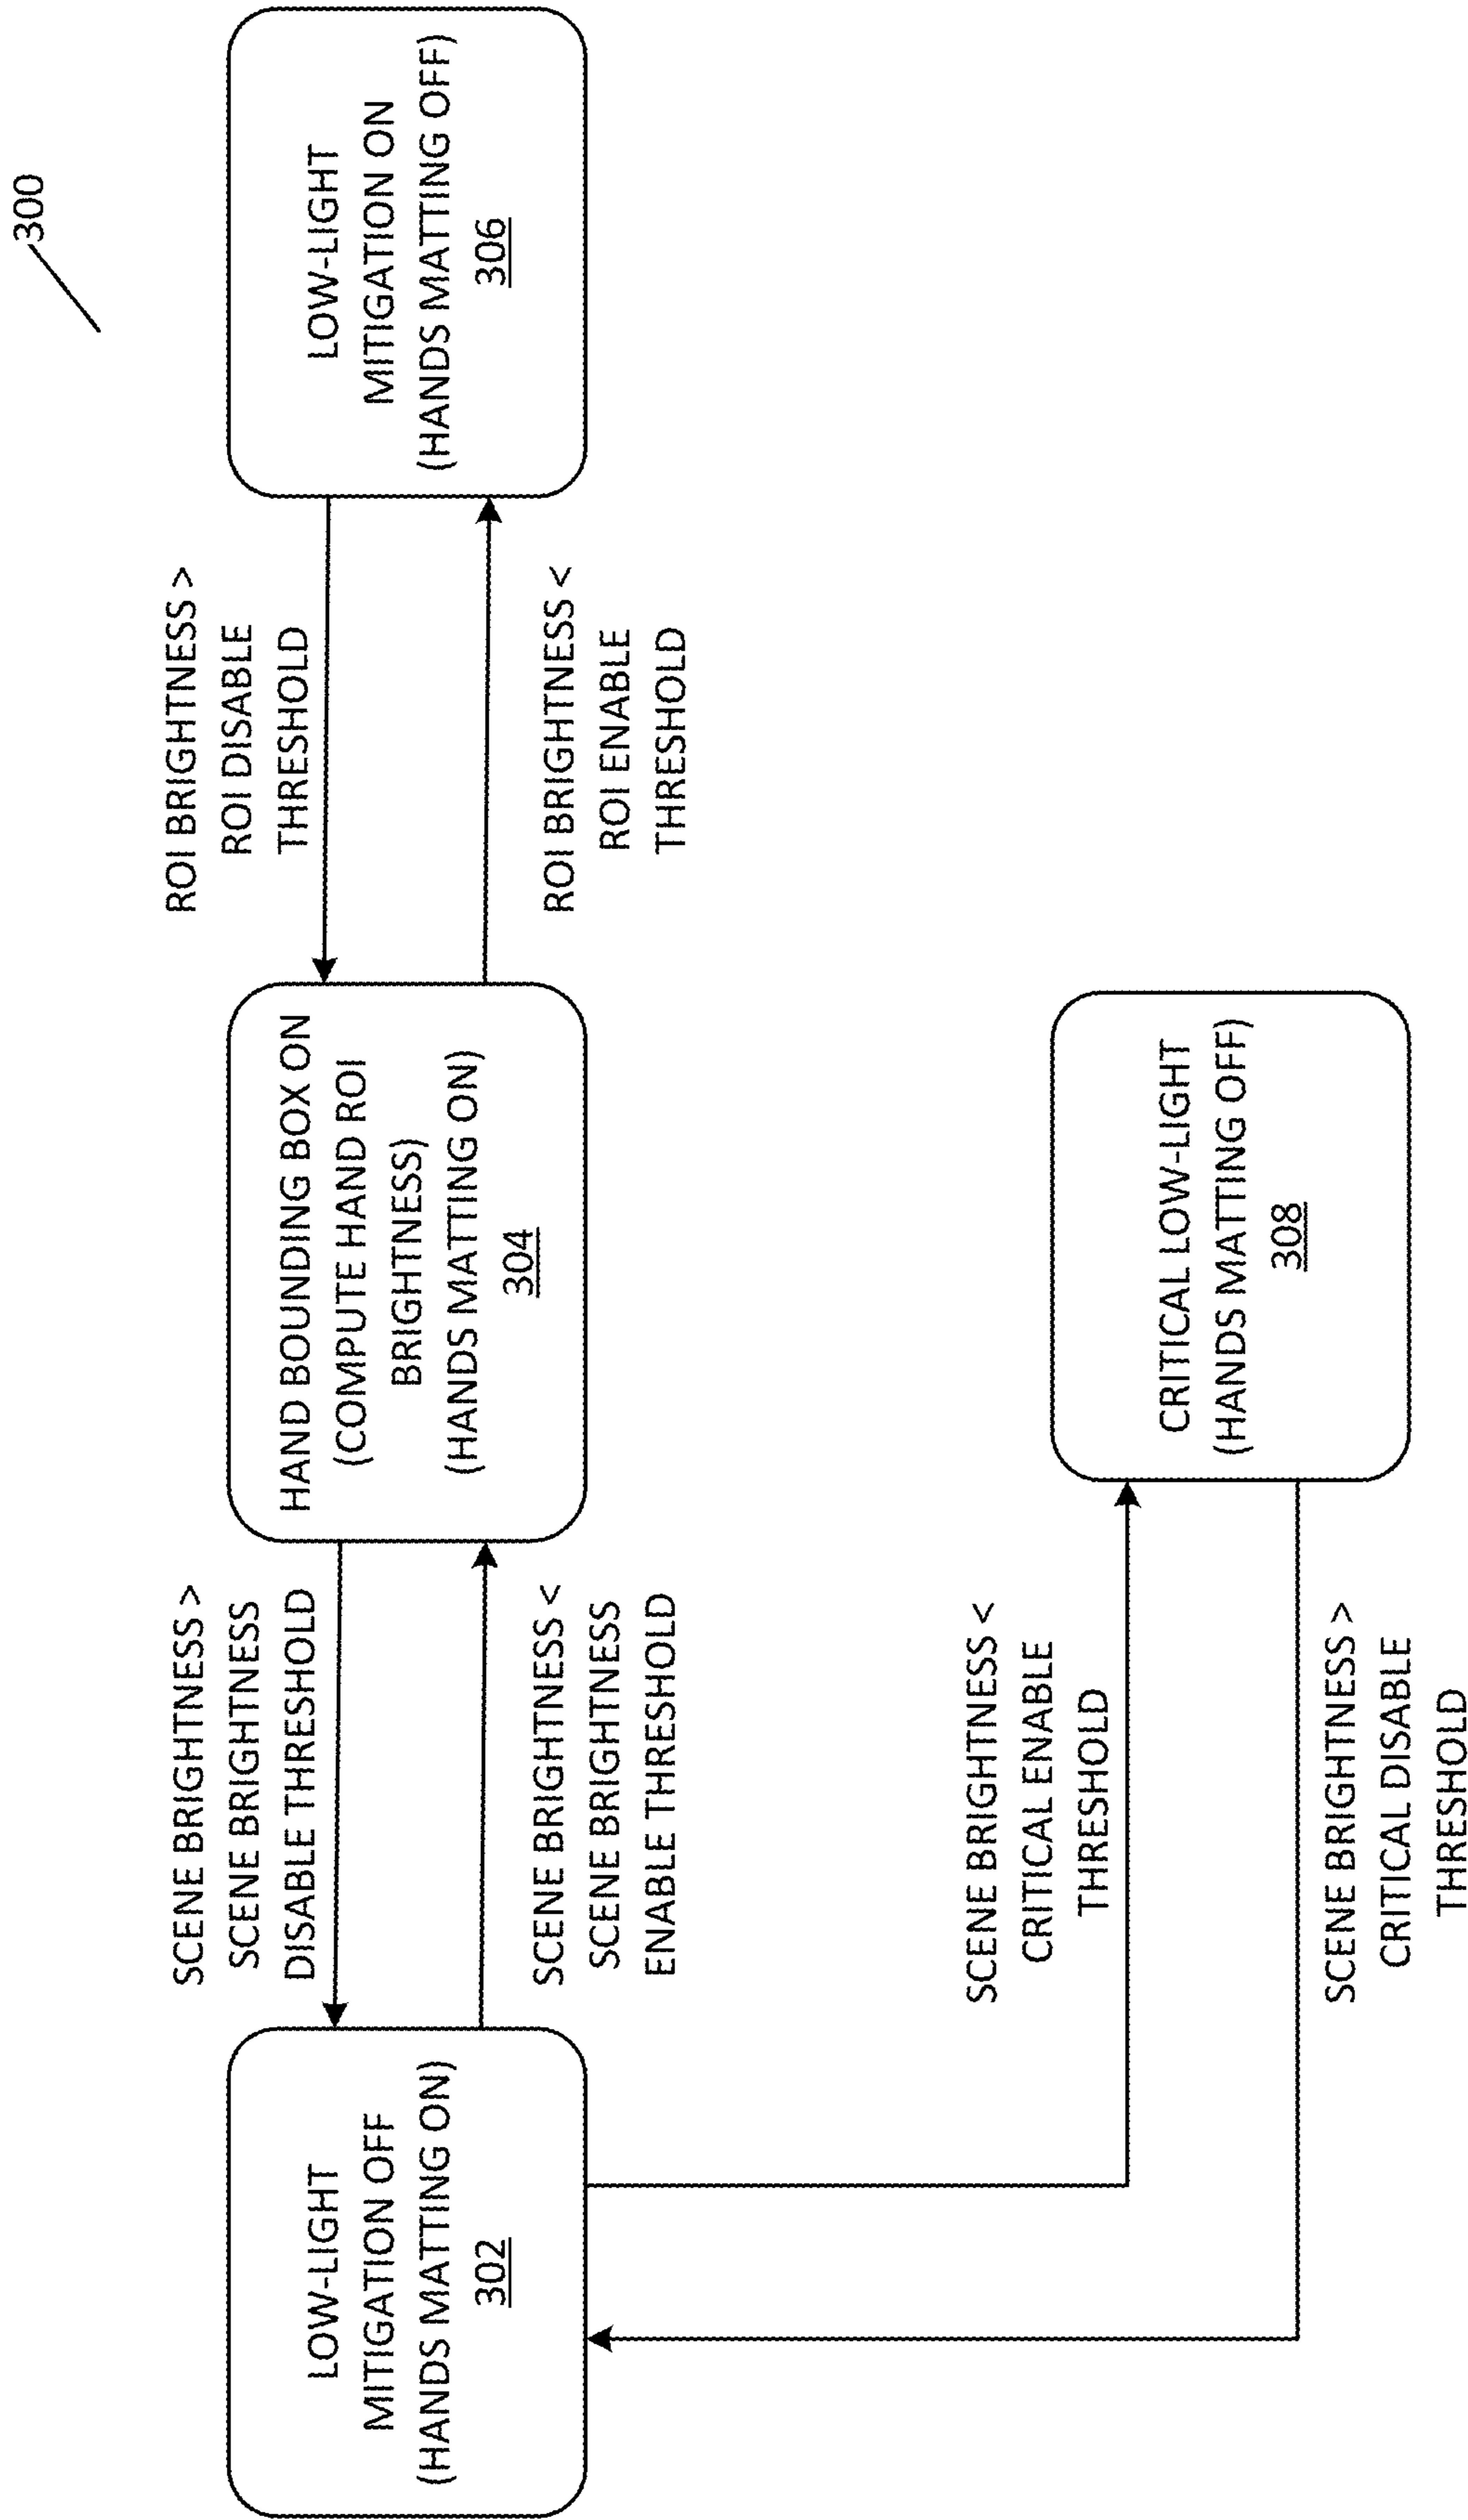 300
LOW-LIGHT
MITIGATION OFF
(HANDS MATTING ON)
302
SCENE BRIGHTNESS >
SCENE BRIGHTNESS
DISABLE THRESHOLD
SCENE BRIGHTNESS <
SCENE BRIGHTNESS
ENABLE THRESHOLD
HAND BOUNDING BOX ON
(COMPUTE HAND ROI
BRIGHTNESS)
(HANDS MATTING ON)
304
ROI BRIGHTNESS >
ROI DISABLE
THRESHOLD
ROI BRIGHTNESS <
ROI ENABLE
THRESHOLD
LOW-LIGHT
MITIGATION ON
(HANDS MATTING OFF)
306
SCENE BRIGHTNESS <
CRITICAL ENABLE
THRESHOLD
SCENE BRIGHTNESS >
CRITICAL DISABLE
THRESHOLD
CRITICAL LOW-LIGHT
(HANDS MATTING OFF)
308